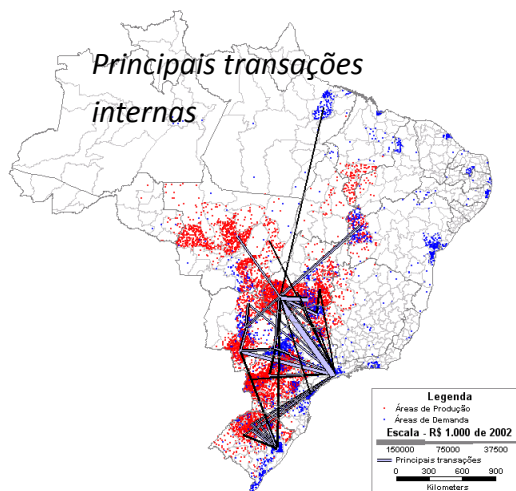 Principais transações
internas
Legenda
Áreas de Produção
Áreas de Demanda
Escala - R$ 1.000 de 2002
150000 75000 37500
Principais transações
0 300 600 900
Kilometers